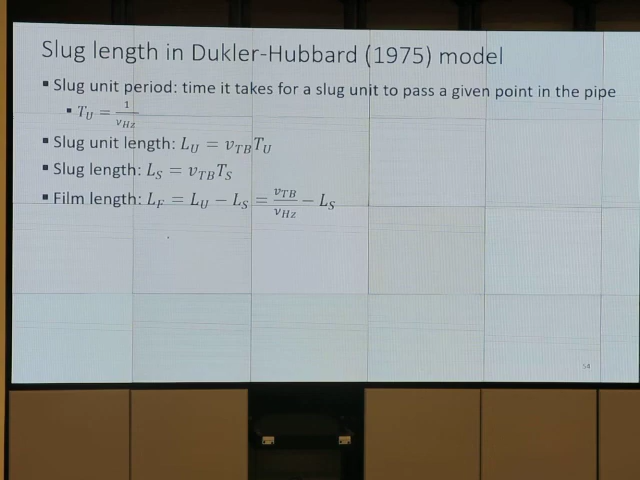 Slug length in Dukler-Hubbard (1975) model
▪ Slug unit period: time it takes for a slug unit to pass a given point in the pipe
▪ T_U = 1/ν_Hz
▪ Slug unit length: L_U = v_TB T_U
▪ Slug length: L_S = v_TB T_S
▪ Film length: L_F = L_U − L_S = v_TB/ν_Hz − L_S
54